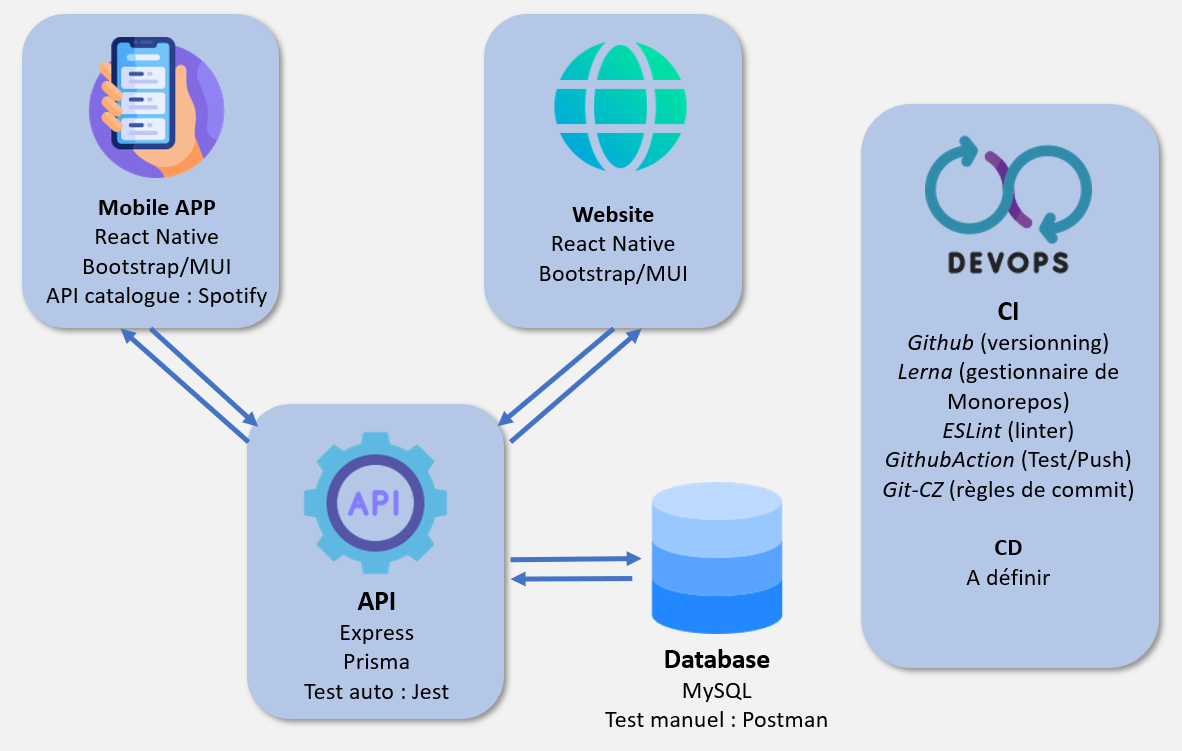 Mobile APP
React Native
Bootstrap/MUI
API catalogue : Spotify
Website
React Native
Bootstrap/MUI
API
API
Express
Prisma
Test auto : Jest
Database
MySQL
Test manuel : Postman
DEVOPS
CI
Github (versionning)
Lerna (gestionnaire de
Monorepos)
ESLint (linter)
GithubAction (Test/Push)
Git-CZ (règles de commit)
CD
A définir